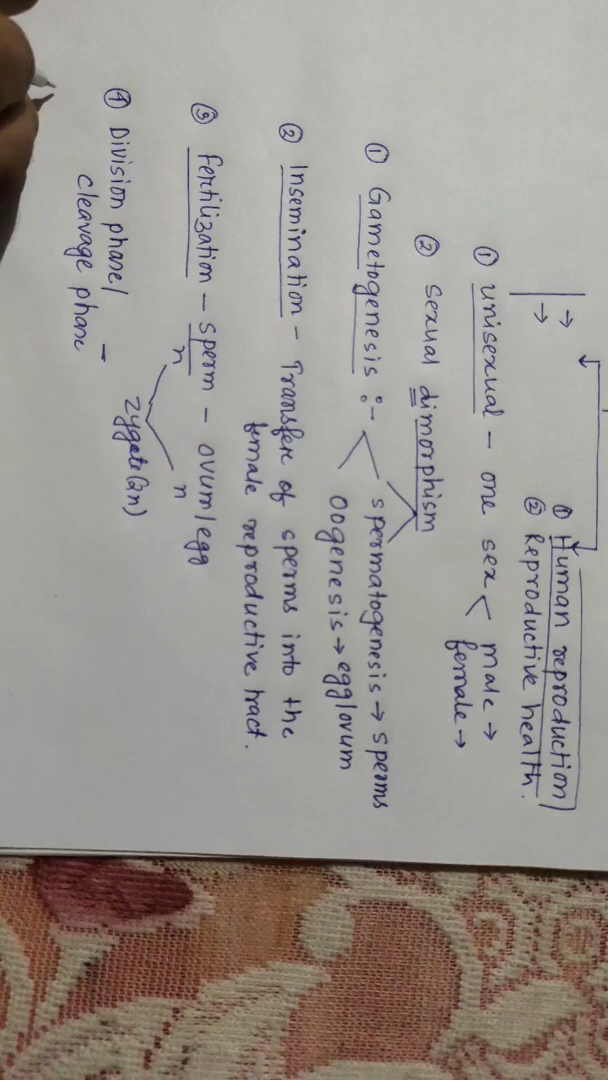 ① Human reproduction
② Reproductive health.
① unisexual - one sex < male →
female →
② sexual dimorphism
① Gametogenesis :- < spermatogenesis → sperms
oogenesis → egg/ovum
② Insemination - Transfere of sperms into the
female reproductive tract.
③ Fertilization - sperm - ovum/egg
n n
zygote (2n)
④ Division phase/
cleavage phase -